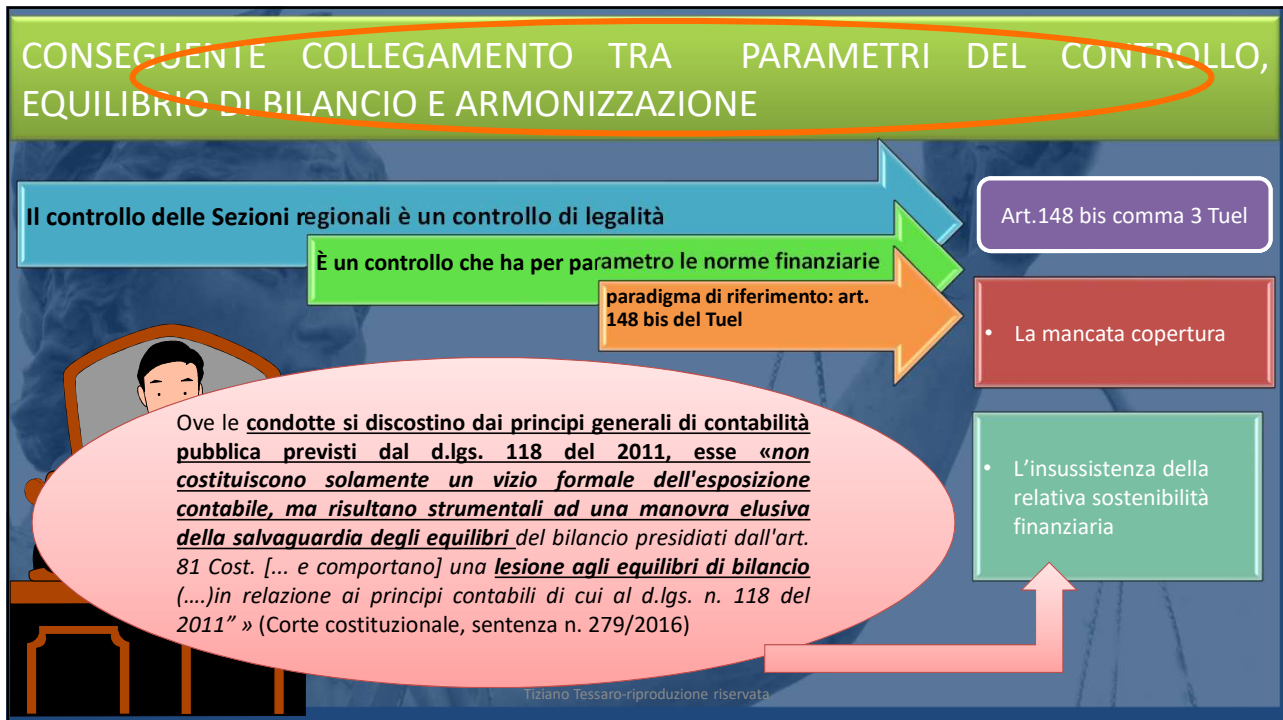 CONSEGUENTE COLLEGAMENTO TRA PARAMETRI DEL CONTROLLO,
EQUILIBRIO DI BILANCIO E ARMONIZZAZIONE
Il controllo delle Sezioni regionali è un controllo di legalità
È un controllo che ha per parametro le norme finanziarie
paradigma di riferimento: art.
148 bis del Tuel
Art.148 bis comma 3 Tuel
• La mancata copertura
• L'insussistenza della
relativa sostenibilità
finanziaria
Ove le condotte si discostino dai principi generali di contabilità
pubblica previsti dal d.lgs. 118 del 2011, esse «non
costituiscono solamente un vizio formale dell'esposizione
contabile, ma risultano strumentali ad una manovra elusiva
della salvaguardia degli equilibri del bilancio presidiati dall'art.
81 Cost. [... e comportano] una lesione agli equilibri di bilancio
(....)in relazione ai principi contabili di cui al d.lgs. n. 118 del
2011” » (Corte costituzionale, sentenza n. 279/2016)
Tiziano Tessaro-riproduzione riservata